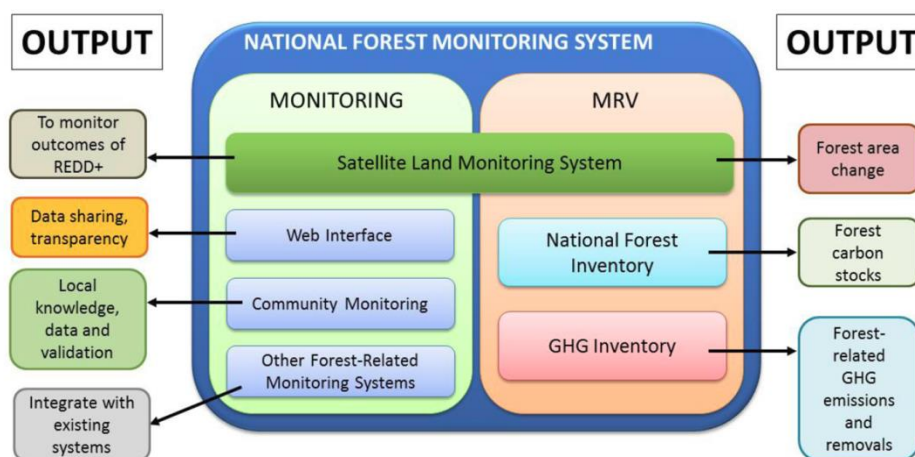 OUTPUT
To monitor
outcomes of
REDD+
Data sharing,
transparency
Local
knowledge,
data and
validation
Integrate with
existing
systems
NATIONAL FOREST MONITORING SYSTEM
MONITORING
MRV
Satellite Land Monitoring System
Web Interface
Community Monitoring
Other Forest-Related
Monitoring Systems
National Forest
Inventory
GHG Inventory
OUTPUT
Forest area
change
Forest
carbon
stocks
Forest-
related
GHG
emissions
and
removals